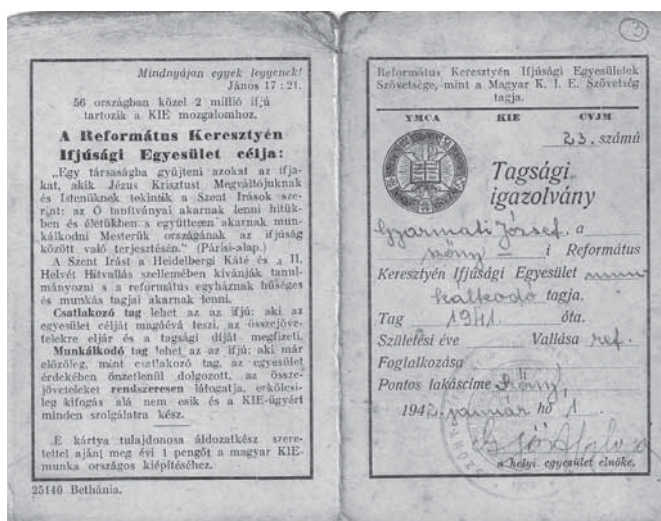 Mindnyájan egyek legyenek!
János 17 : 21.
56 országban közel 2 millió ifjú
tartozik a KIE mozgalomhoz.
A Református Keresztyén
Ifjúsági Egyesület célja:
„Egy társaságba gyüjteni azokat az ifja-
kat, akik Jézus Krisztust Megváltójuknak
és Istenüknek tekintik a Szent Irások sze-
rint: az Ő tanítványai akarnak lenni hitük-
ben és életükben s együttesen akarnak mun-
kálkodni Mesterük országának az ifjúság
között való terjesztésén.“ (Párisi-alap.)
A Szent Irást a Heidelbergi Káté és a II.
Helvét Hitvallás szellemében kívánják tanul-
mányozni s a református egyháznak hűséges
és munkás tagjai akarnak lenni.
Csatlakozó tag lehet az az ifjú: aki az
egyesület célját magáévá teszi, az összejöve-
telekre eljár és a tagsági díját megfizeti.
Munkálkodó tag lehet az az ifjú: aki már
előzőleg, mint csatlakozó tag, az egyesület
érdekében önzetlenül dolgozott, az össze-
jöveteleket rendszeresen látogatja, erkölcsi-
leg kifogás alá nem esik és a KIE-ügyért
minden szolgálatra kész.
E kártya tulajdonosa áldozatkész szere-
tettel ajánl meg évi 1 pengőt a magyar KIE-
munka országos kiépítéséhez.
25140 Bethánia.
3
Református Keresztyén Ifjúsági Egyesületek
Szövetsége, mint a Magyar K. I. E. Szövetség
tagja.
YMCA KIE CVJM
23. számú
Tagsági
igazolvány
Gyarmati József. a
szőny – i Református
Keresztyén Ifjúsági Egyesület mun
kálkodó tagja.
Tag 1941. óta.
Születési éve Vallása ref.
Foglalkozása
Pontos lakáscíme Szőny,
1942. január hó 1.
a helyi egyesület elnöke.